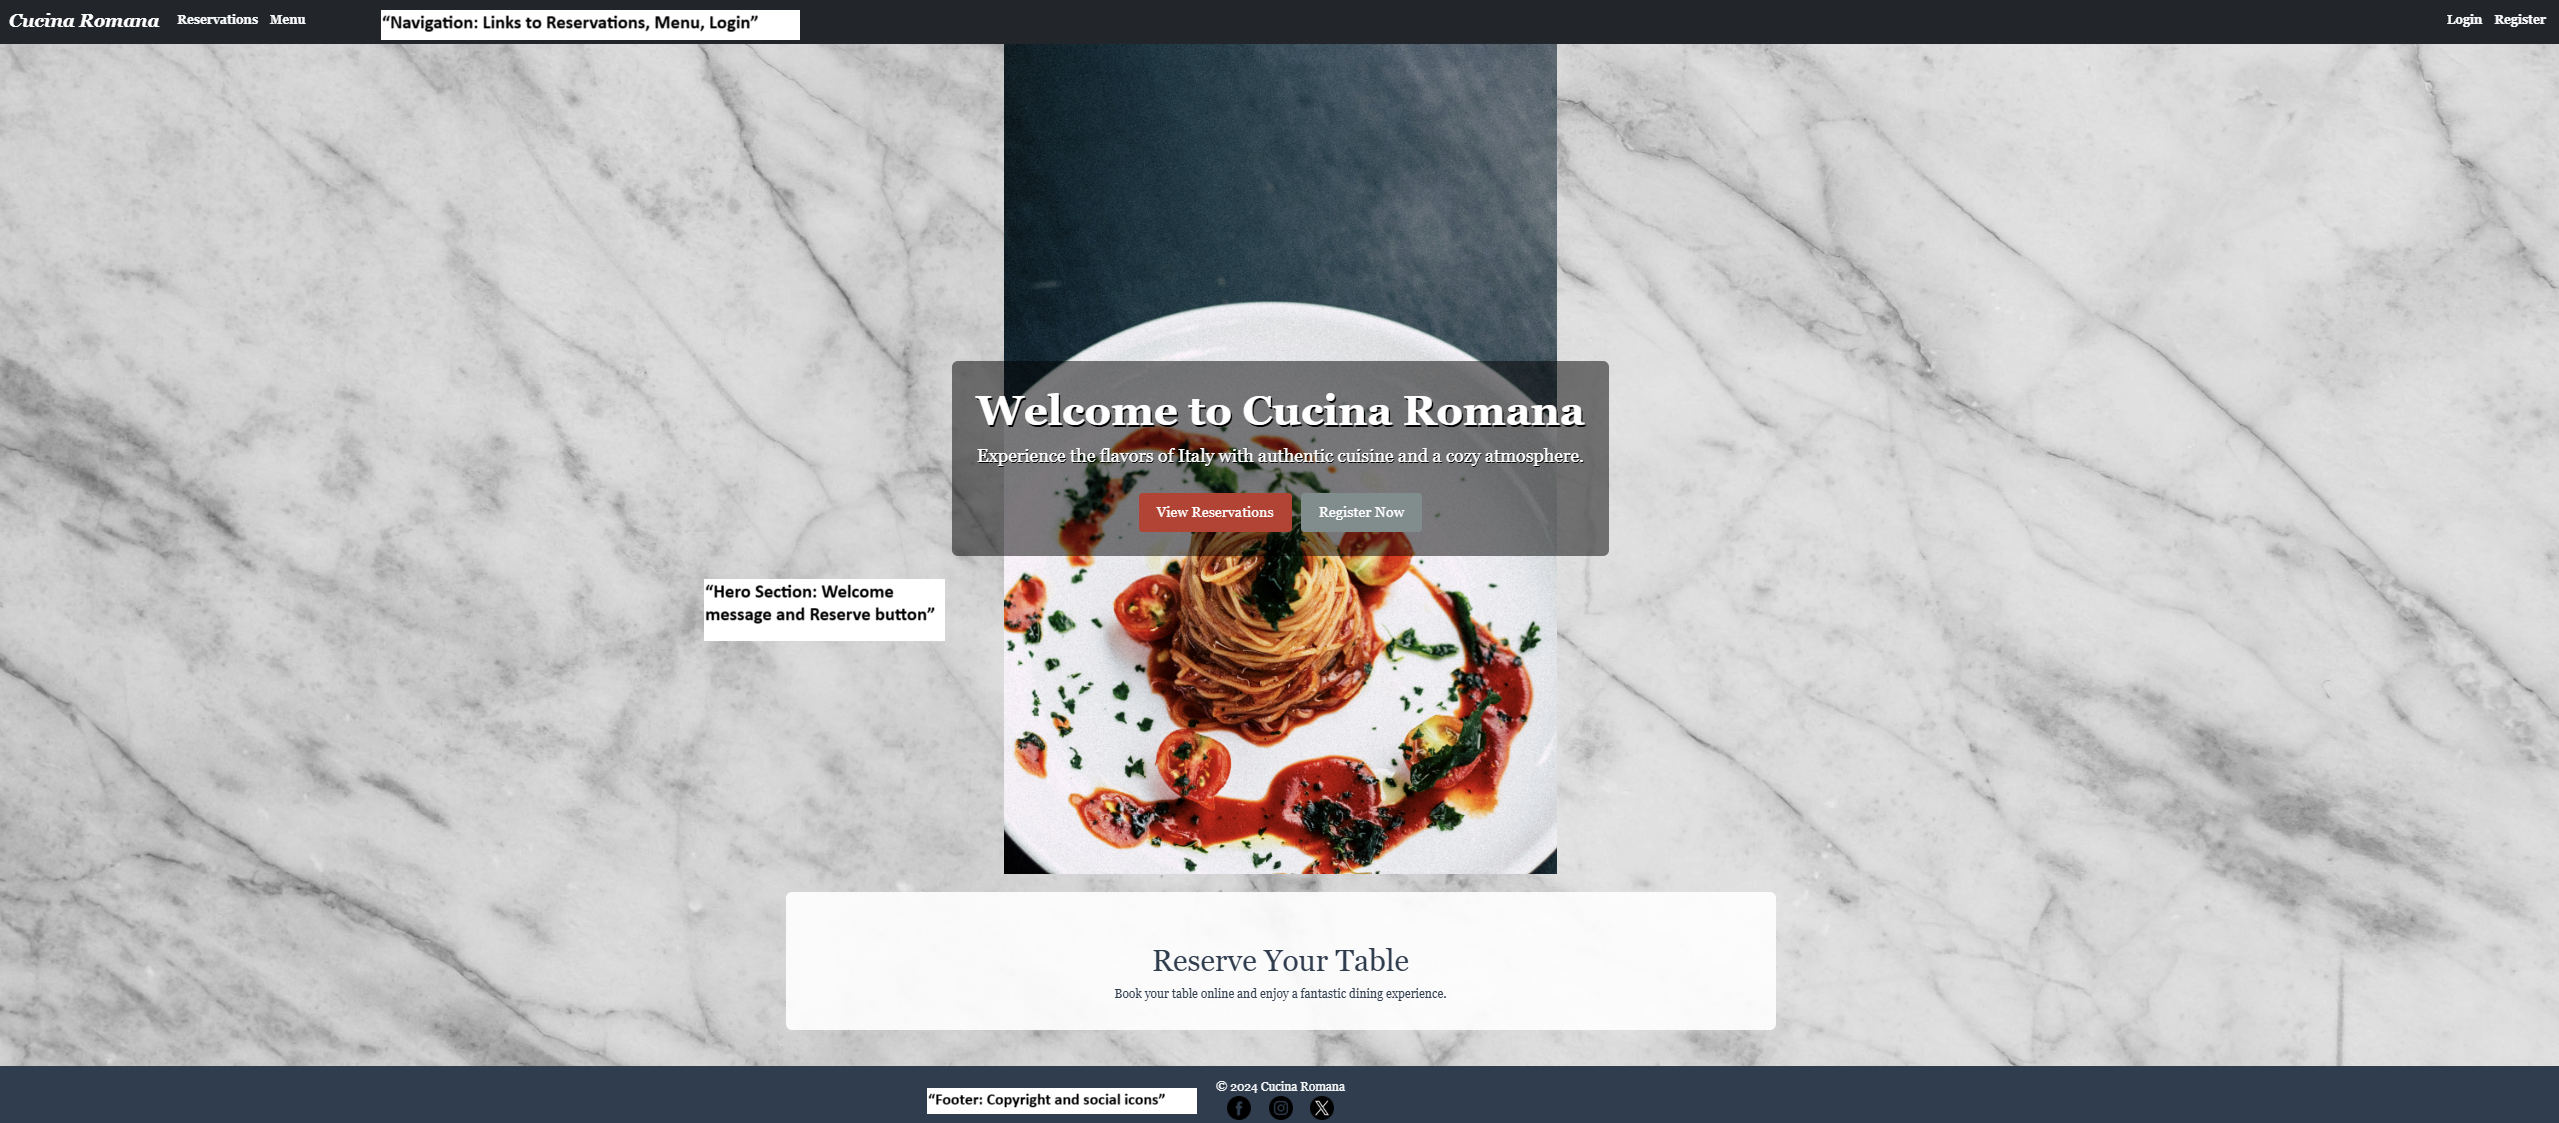 Cucina Romana Reservations Menu “Navigation: Links to Reservations, Menu, Login” Login Register
Welcome to Cucina Romana
Experience the flavors of Italy with authentic cuisine and a cozy atmosphere.
View Reservations Register Now
“Hero Section: Welcome
message and Reserve button”
Reserve Your Table
Book your table online and enjoy a fantastic dining experience.
© 2024 Cucina Romana
“Footer: Copyright and social icons”